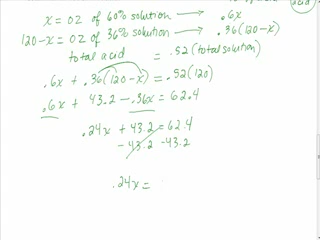 x = oz of 60% solution → .6x
120-x = oz of 36% solution → .36(120-x)
total acid = .52(total solution)
.6x + .36(120-x) = .52(120)
.6x + 43.2 - .36x = 62.4
.24x + 43.2 = 62.4
-43.2 -43.2
.24x =